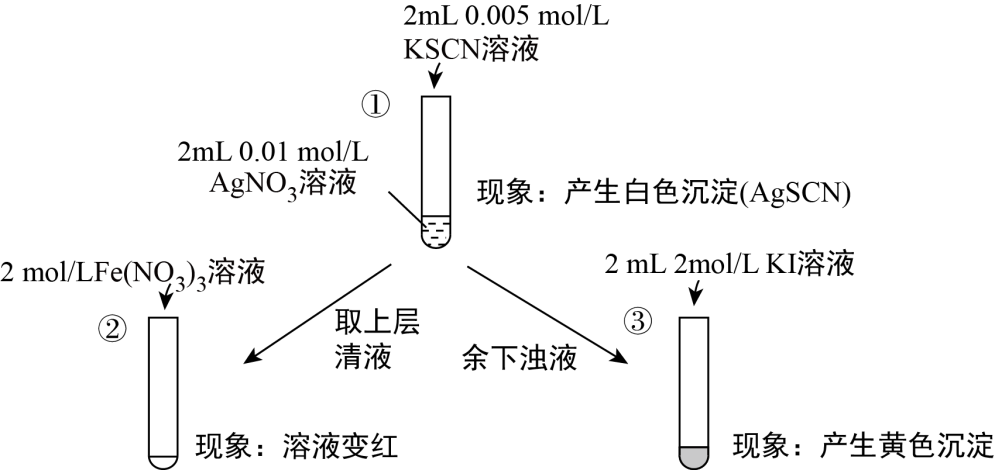 2mL 0.005 mol/L
KSCN溶液
①
2mL 0.01 mol/L
AgNO₃溶液
现象：产生白色沉淀(AgSCN)
2 mol/LFe(NO₃)₃溶液
2 mL 2mol/L KI溶液
②
取上层
清液
余下浊液
③
现象：溶液变红
现象：产生黄色沉淀